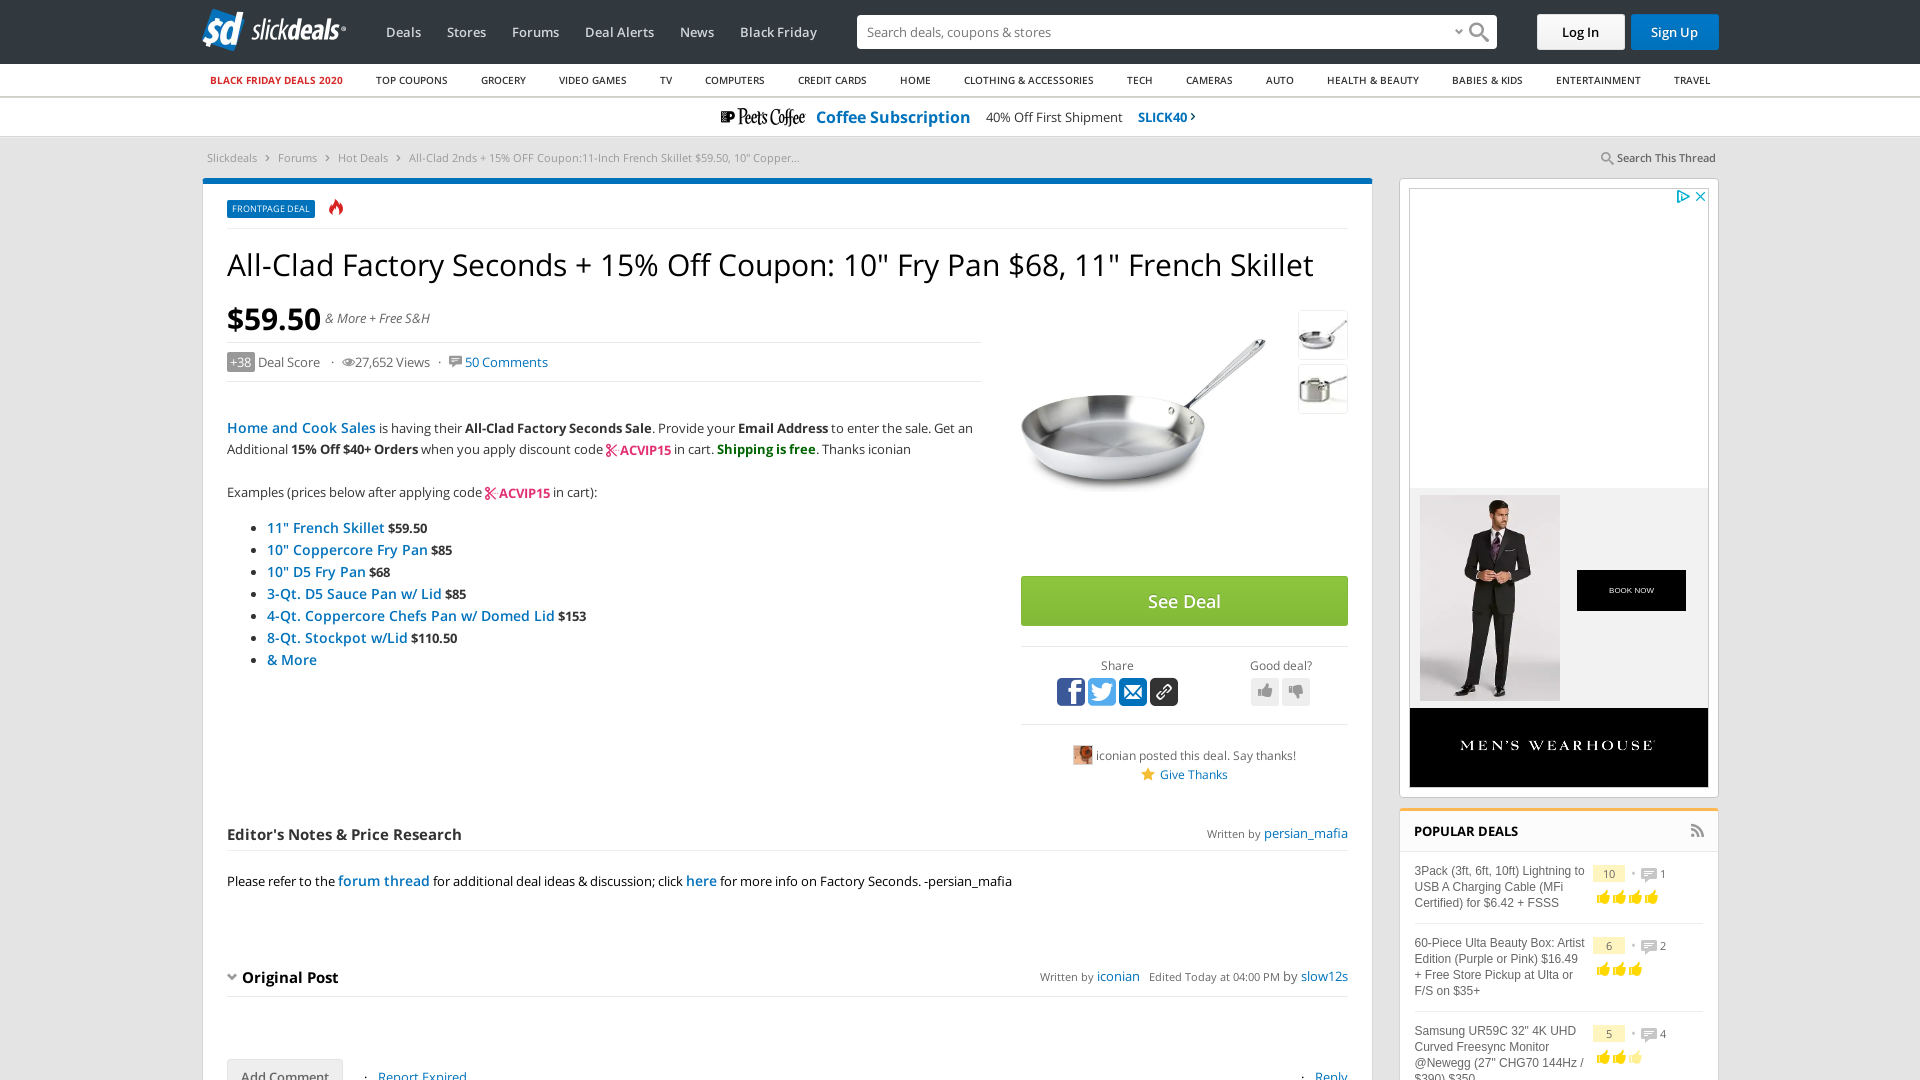 slickdeals
Deals Stores Forums Deal Alerts News Black Friday
Search deals, coupons & stores
Log In Sign Up
BLACK FRIDAY DEALS 2020 TOP COUPONS GROCERY VIDEO GAMES TV COMPUTERS CREDIT CARDS HOME CLOTHING & ACCESSORIES TECH CAMERAS AUTO HEALTH & BEAUTY BABIES & KIDS ENTERTAINMENT TRAVEL
Peet's Coffee Coffee Subscription 40% Off First Shipment SLICK40
Slickdeals › Forums › Hot Deals › All-Clad 2nds + 15% OFF Coupon:11-Inch French Skillet $59.50, 10" Copper...
Search This Thread
FRONTPAGE DEAL
All-Clad Factory Seconds + 15% Off Coupon: 10" Fry Pan $68, 11" French Skillet
$59.50 & More + Free S&H
+38 Deal Score · 27,652 Views · 50 Comments
Home and Cook Sales is having their All-Clad Factory Seconds Sale. Provide your Email Address to enter the sale. Get an
Additional 15% Off $40+ Orders when you apply discount code ACVIP15 in cart. Shipping is free. Thanks iconian
Examples (prices below after applying code ACVIP15 in cart):
11" French Skillet $59.50
10" Coppercore Fry Pan $85
10" D5 Fry Pan $68
3-Qt. D5 Sauce Pan w/ Lid $85
4-Qt. Coppercore Chefs Pan w/ Domed Lid $153
8-Qt. Stockpot w/Lid $110.50
& More
See Deal
Share
Good deal?
iconian posted this deal. Say thanks!
Give Thanks
Editor's Notes & Price Research
Written by persian_mafia
Please refer to the forum thread for additional deal ideas & discussion; click here for more info on Factory Seconds. -persian_mafia
Original Post
Written by iconian Edited Today at 04:00 PM by slow12s
Add Comment · Report Expired
· Reply
BOOK NOW
MEN'S WEARHOUSE
POPULAR DEALS
3Pack (3ft, 6ft, 10ft) Lightning to
USB A Charging Cable (MFi
Certified) for $6.42 + FSSS
10 • 1
60-Piece Ulta Beauty Box: Artist
Edition (Purple or Pink) $16.49
+ Free Store Pickup at Ulta or
F/S on $35+
6 • 2
Samsung UR59C 32" 4K UHD
Curved Freesync Monitor
@Newegg (27" CHG70 144Hz /
$390) $350
5 • 4